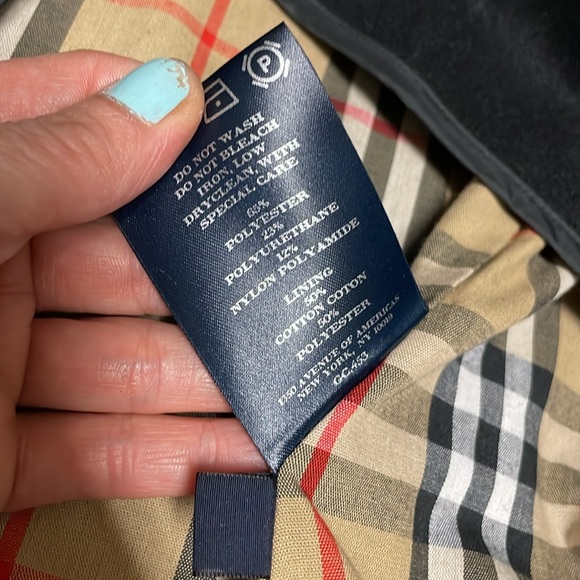 P
DO NOT WASH
DO NOT BLEACH
IRON, LOW
DRYCLEAN, WITH
SPECIAL CARE
65%
POLYESTER
23%
POLYURETHANE
12%
NYLON POLYAMIDE
LINING
50%
COTTON COTON
50%
POLYESTER
1350 AVENUE OF AMERICAS
NEW YORK, NY 10019
GC.453